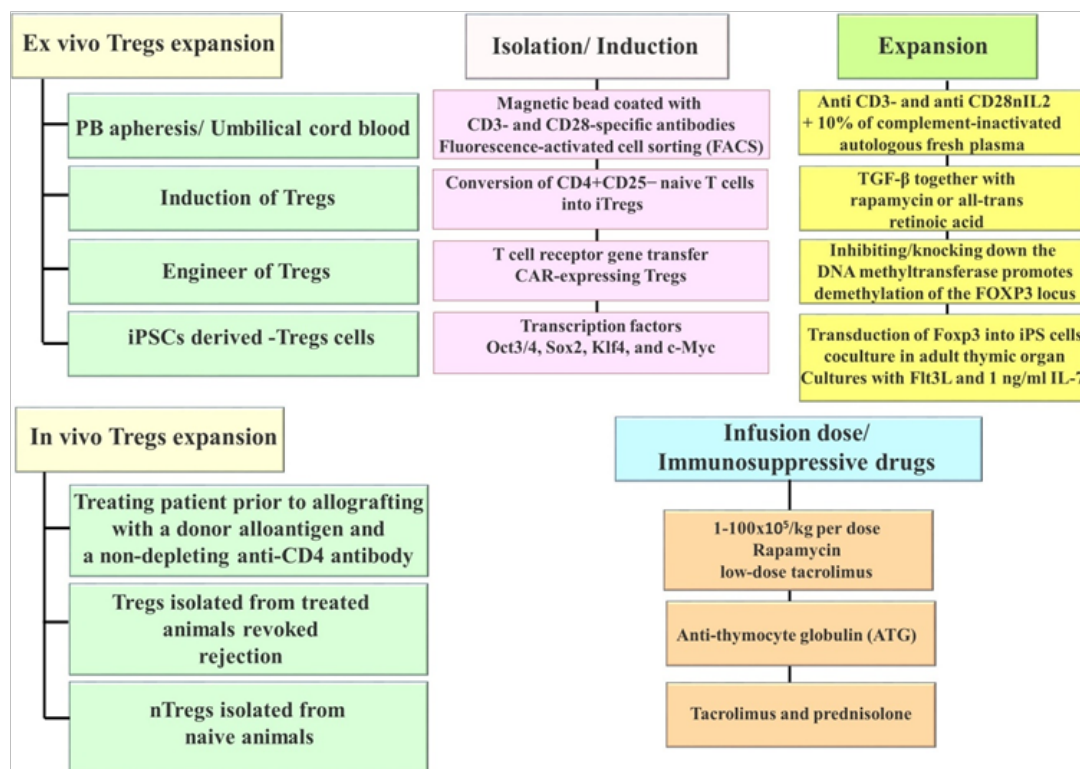 Ex vivo Tregs expansion
PB apheresis/ Umbilical cord blood
Induction of Tregs
Engineer of Tregs
iPSCs derived -Tregs cells
Isolation/ Induction
Magnetic bead coated with
CD3- and CD28-specific antibodies
Fluorescence-activated cell sorting (FACS)
Conversion of CD4+CD25− naive T cells
into iTregs
T cell receptor gene transfer
CAR-expressing Tregs
Transcription factors
Oct3/4, Sox2, Klf4, and c-Myc
Expansion
Anti CD3- and anti CD28nIL2
+ 10% of complement-inactivated
autologous fresh plasma
TGF-β together with
rapamycin or all-trans
retinoic acid
Inhibiting/knocking down the
DNA methyltransferase promotes
demethylation of the FOXP3 locus
Transduction of Foxp3 into iPS cells
coculture in adult thymic organ
Cultures with Flt3L and 1 ng/ml IL-7
In vivo Tregs expansion
Treating patient prior to allografting
with a donor alloantigen and
a non-depleting anti-CD4 antibody
Tregs isolated from treated
animals revoked
rejection
nTregs isolated from
naive animals
Infusion dose/
Immunosuppressive drugs
1-100x10⁵/kg per dose
Rapamycin
low-dose tacrolimus
Anti-thymocyte globulin (ATG)
Tacrolimus and prednisolone